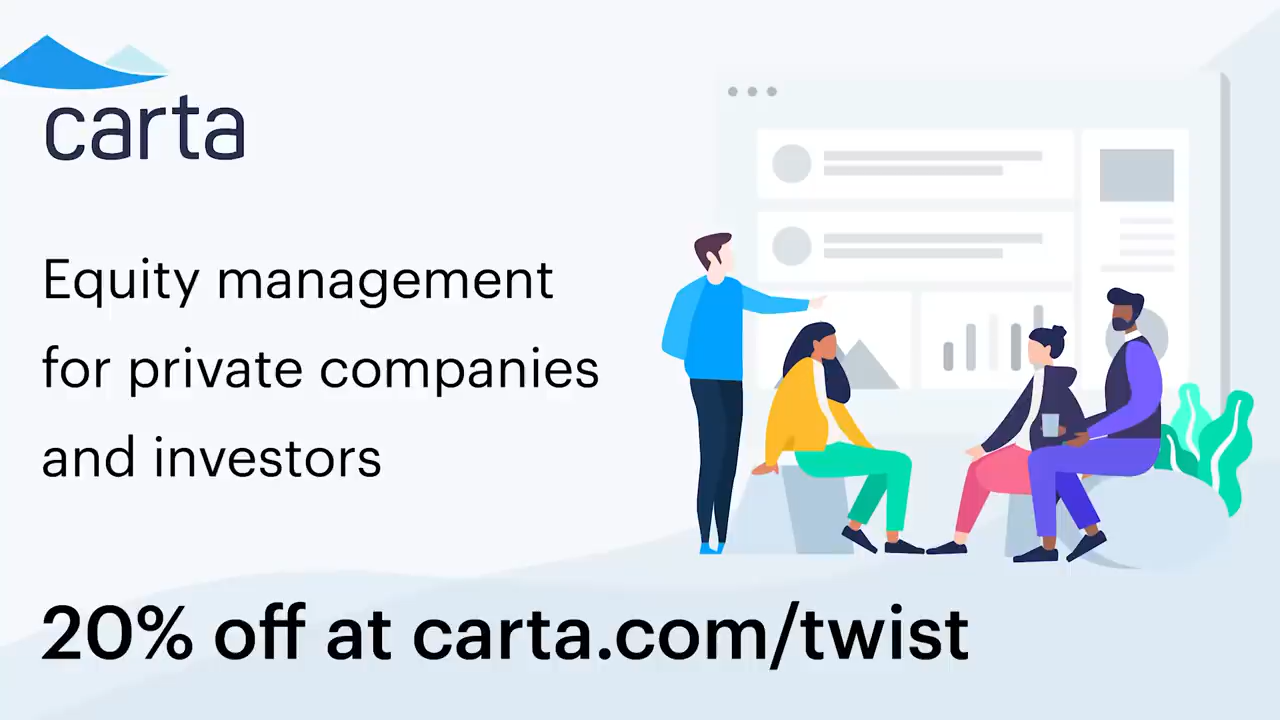 carta
Equity management
for private companies
and investors
20% off at carta.com/twist